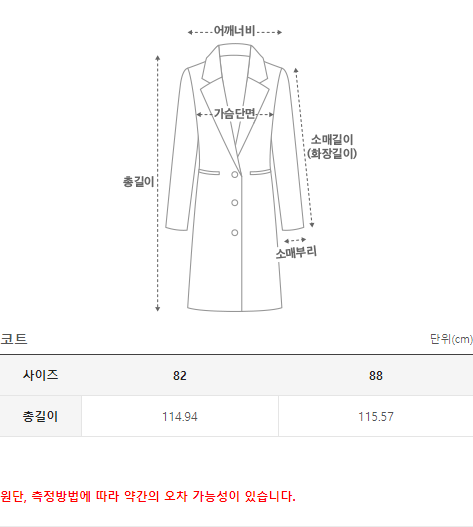 어깨너비
가슴단면
소매길이
(화장길이)
총길이
소매부리
코트 단위(cm)
사이즈 82 88
총길이 114.94 115.57
원단, 측정방법에 따라 약간의 오차 가능성이 있습니다.